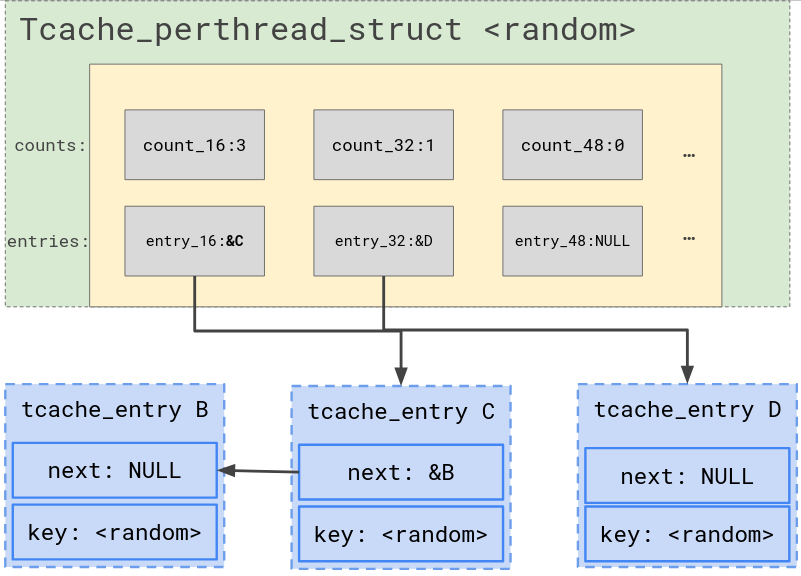 Tcache_perthread_struct <random>
counts:
count_16:3
count_32:1
count_48:0
…
entries:
entry_16:&C
entry_32:&D
entry_48:NULL
…
tcache_entry B
next: NULL
key: <random>
tcache_entry C
next: &B
key: <random>
tcache_entry D
next: NULL
key: <random>